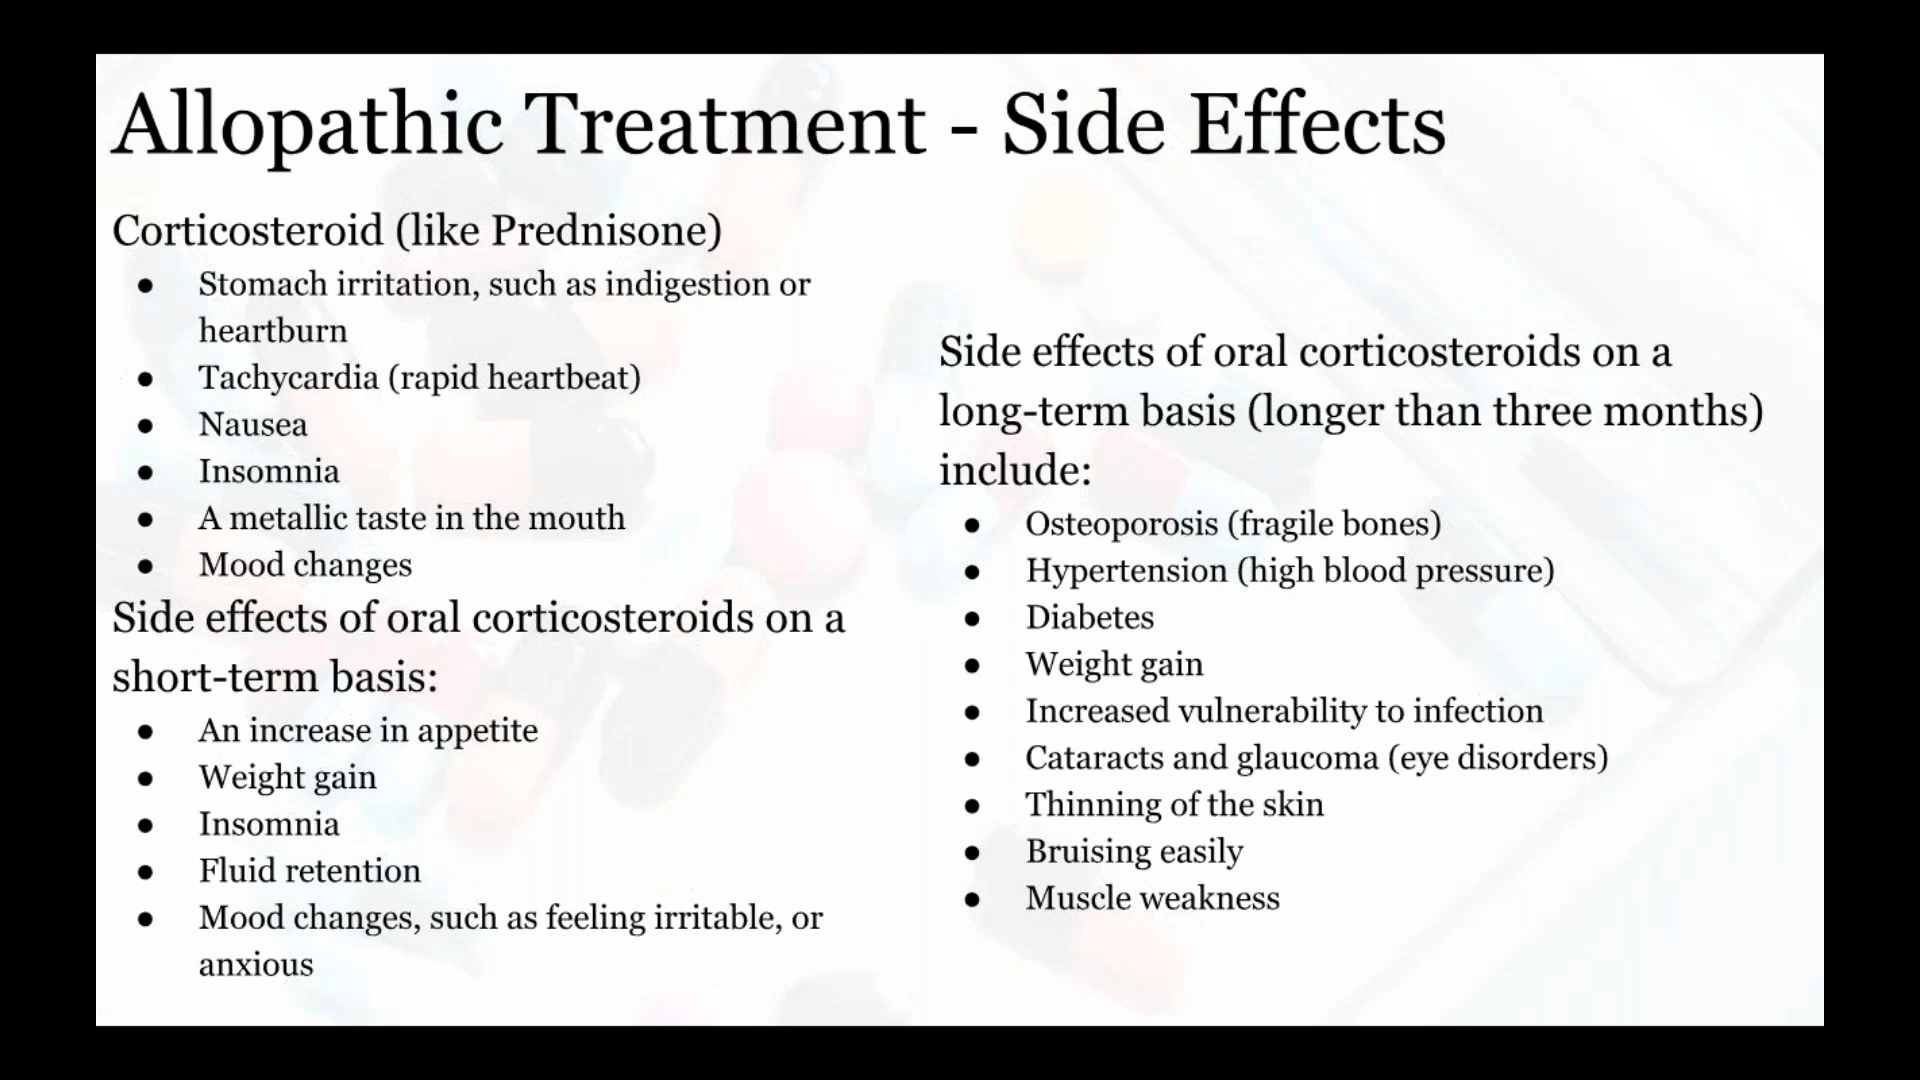 Allopathic Treatment - Side Effects
Corticosteroid (like Prednisone)
● Stomach irritation, such as indigestion or
heartburn
● Tachycardia (rapid heartbeat)
● Nausea
● Insomnia
● A metallic taste in the mouth
● Mood changes
Side effects of oral corticosteroids on a
short-term basis:
● An increase in appetite
● Weight gain
● Insomnia
● Fluid retention
● Mood changes, such as feeling irritable, or
anxious
Side effects of oral corticosteroids on a
long-term basis (longer than three months)
include:
● Osteoporosis (fragile bones)
● Hypertension (high blood pressure)
● Diabetes
● Weight gain
● Increased vulnerability to infection
● Cataracts and glaucoma (eye disorders)
● Thinning of the skin
● Bruising easily
● Muscle weakness